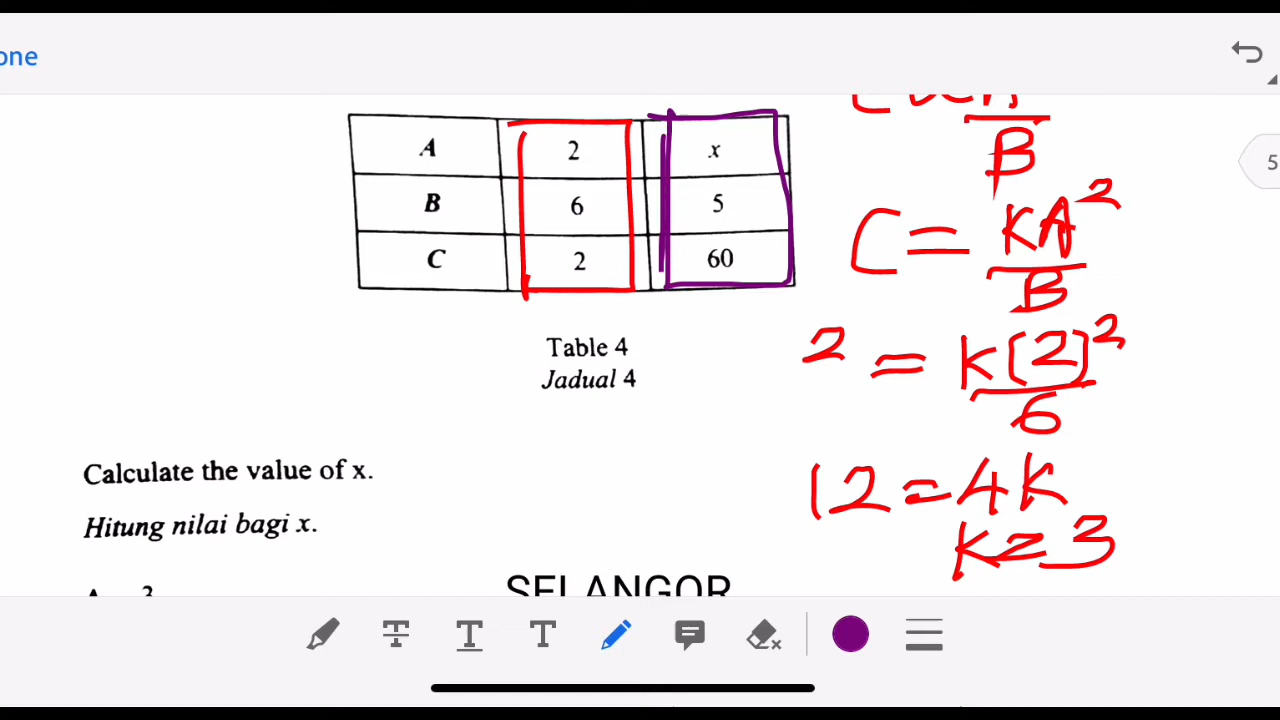 one
5
A 2 x
B 6 5
C 2 60
Table 4
Jadual 4
Calculate the value of x.
Hitung nilai bagi x.
SELANGOR
B
C = KA²
B
2 = K[2]²
6
12 = 4K
K = 3
T T T